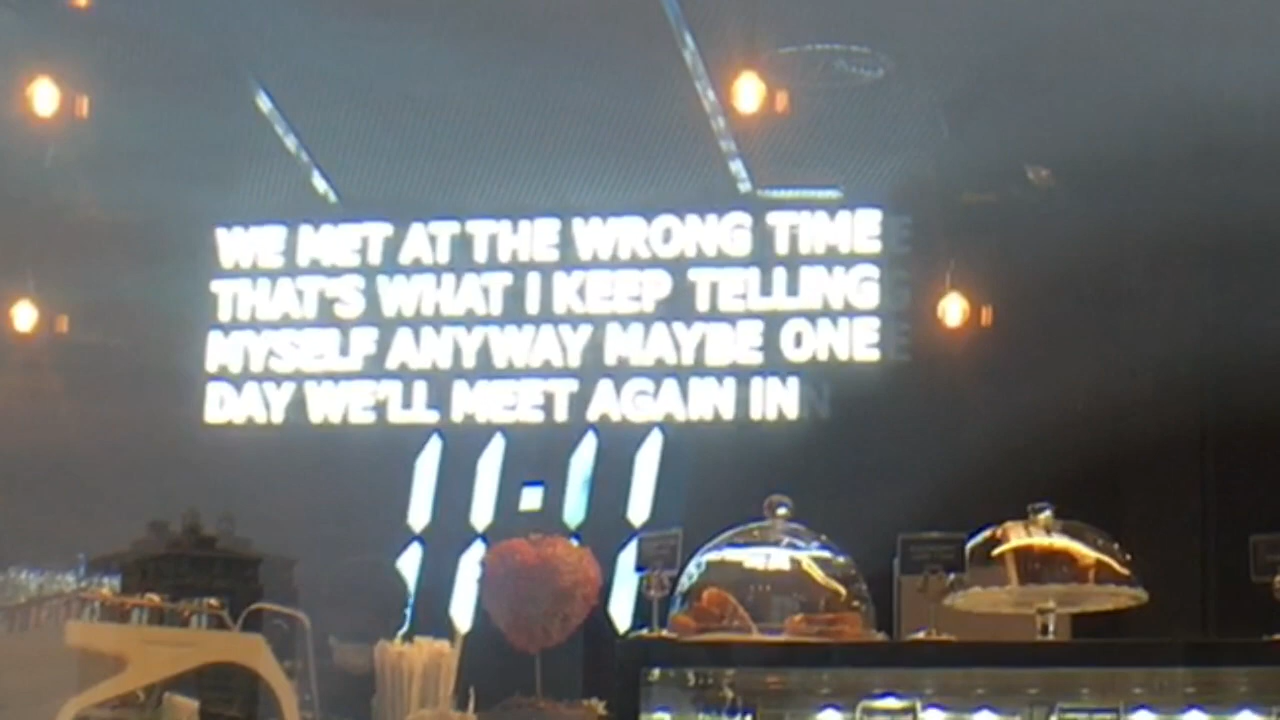 WE MET AT THE WRONG TIME
THAT'S WHAT I KEEP TELLING
MYSELF ANYWAY MAYBE ONE
DAY WE'LL MEET AGAIN IN
11:11